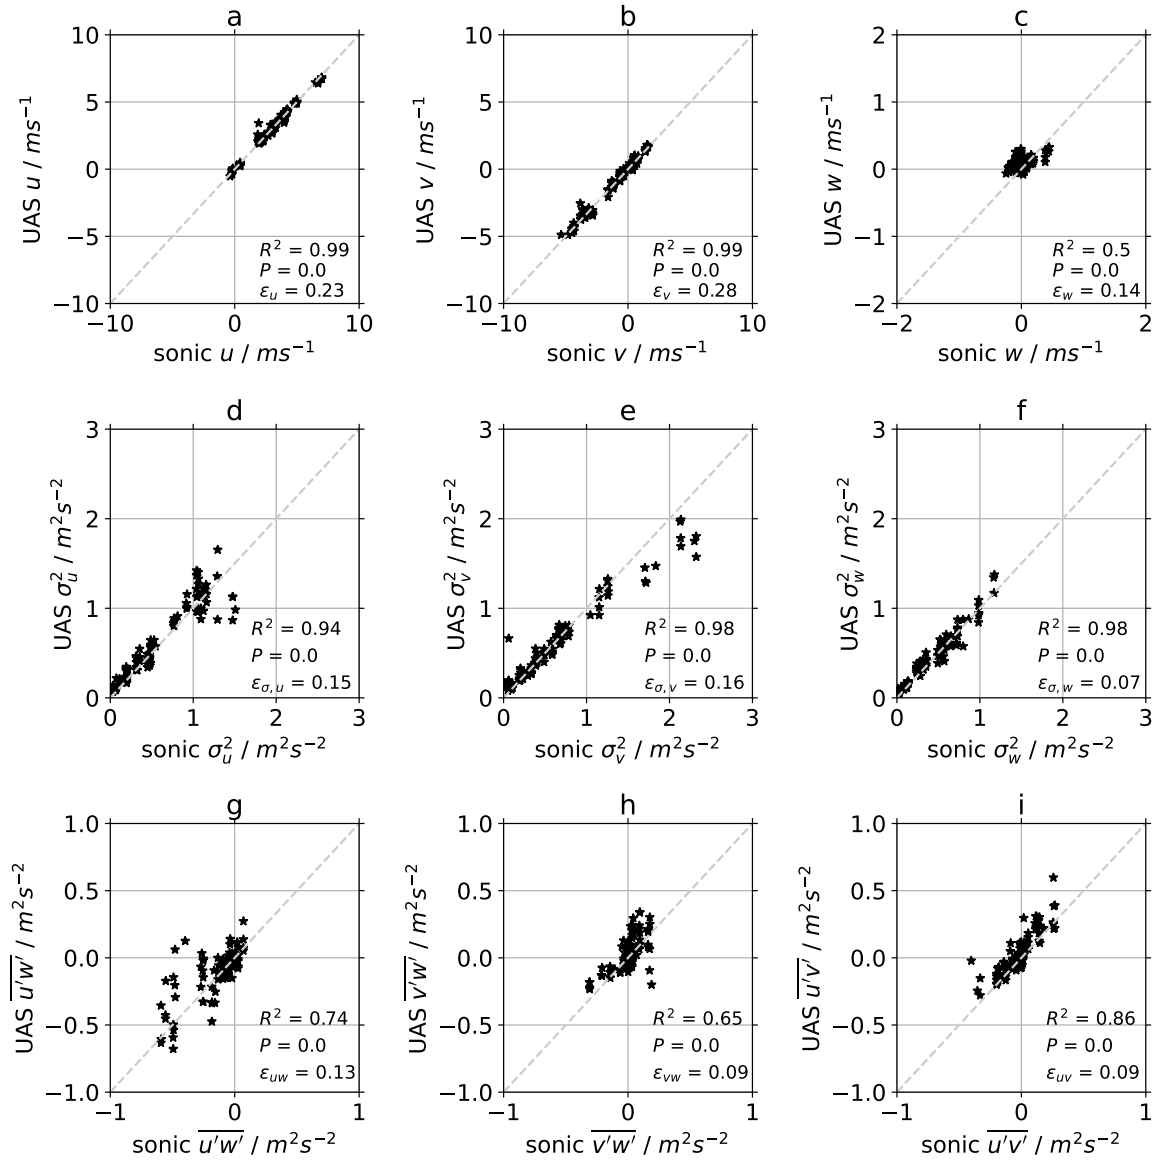 a
10
5
0
−5
−10
−10 0 10
UAS u / ms⁻¹
sonic u / ms⁻¹
R² = 0.99
P = 0.0
εᵤ = 0.23
b
10
5
0
−5
−10
−10 0 10
UAS v / ms⁻¹
sonic v / ms⁻¹
R² = 0.99
P = 0.0
εᵥ = 0.28
c
2
1
0
−1
−2
−2 0 2
UAS w / ms⁻¹
sonic w / ms⁻¹
R² = 0.5
P = 0.0
ε_w = 0.14
d
3
2
1
0
0 1 2 3
UAS σ²ᵤ / m²s⁻²
sonic σ²ᵤ / m²s⁻²
R² = 0.94
P = 0.0
ε_σ,u = 0.15
e
3
2
1
0
0 1 2 3
UAS σ²ᵥ / m²s⁻²
sonic σ²ᵥ / m²s⁻²
R² = 0.98
P = 0.0
ε_σ,v = 0.16
f
3
2
1
0
0 1 2 3
UAS σ²_w / m²s⁻²
sonic σ²_w / m²s⁻²
R² = 0.98
P = 0.0
ε_σ,w = 0.07
g
1.0
0.5
0.0
−0.5
−1.0
−1 0 1
UAS u′w′ / m²s⁻²
sonic u′w′ / m²s⁻²
R² = 0.74
P = 0.0
ε_uw = 0.13
h
1.0
0.5
0.0
−0.5
−1.0
−1 0 1
UAS v′w′ / m²s⁻²
sonic v′w′ / m²s⁻²
R² = 0.65
P = 0.0
ε_vw = 0.09
i
1.0
0.5
0.0
−0.5
−1.0
−1 0 1
UAS u′v′ / m²s⁻²
sonic u′v′ / m²s⁻²
R² = 0.86
P = 0.0
ε_uv = 0.09